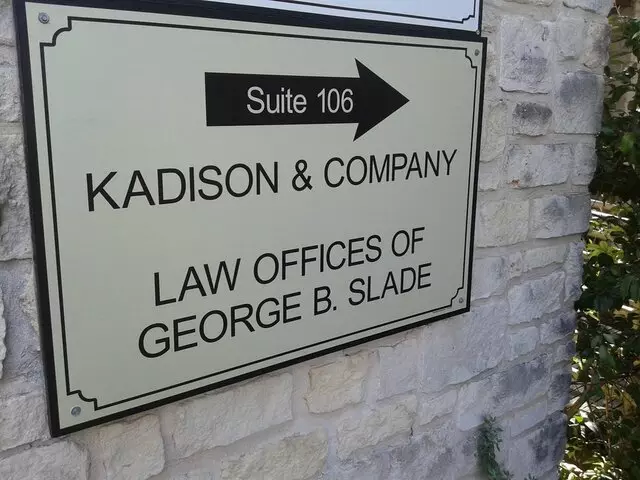 Suite 106
KADISON & COMPANY
LAW OFFICES OF
GEORGE B. SLADE